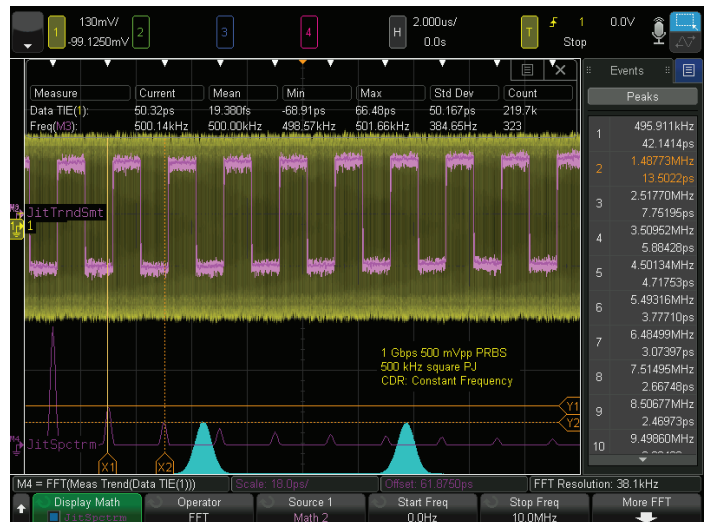 1 130mV/ -99.1250mV 2 3 4 H 2.000us/ 0.0s T 1 0.0V Stop
Measure Current Mean Min Max Std Dev Count
Data TIE(1): 50.32ps 19.380fs -68.91ps 66.48ps 50.167ps 219.7k
Freq(M3): 500.14kHz 500.00kHz 498.57kHz 501.66kHz 384.65Hz 323
JitTrndSmt
1
1 Gbps 500 mVpp PRBS
500 kHz square PJ
CDR: Constant Frequency
Y1
Y2
JitSpctrm
X1 X2
Events
Peaks
1 495.911kHz
42.1414ps
2 1.48773MHz
13.5022ps
3 2.51770MHz
7.75195ps
4 3.50952MHz
5.88428ps
5 4.50134MHz
4.71753ps
6 5.49316MHz
3.77710ps
7 6.48499MHz
3.07397ps
8 7.51495MHz
2.66748ps
9 8.50677MHz
2.46973ps
10 9.49860MHz
M4 = FFT(Meas Trend(Data TIE(1))) Scale: 18.0ps/ Offset: 61.8750ps FFT Resolution: 38.1kHz
Display Math Operator Source 1 Start Freq Stop Freq More FFT
JitSpctrm FFT Math 2 0.0Hz 10.0MHz